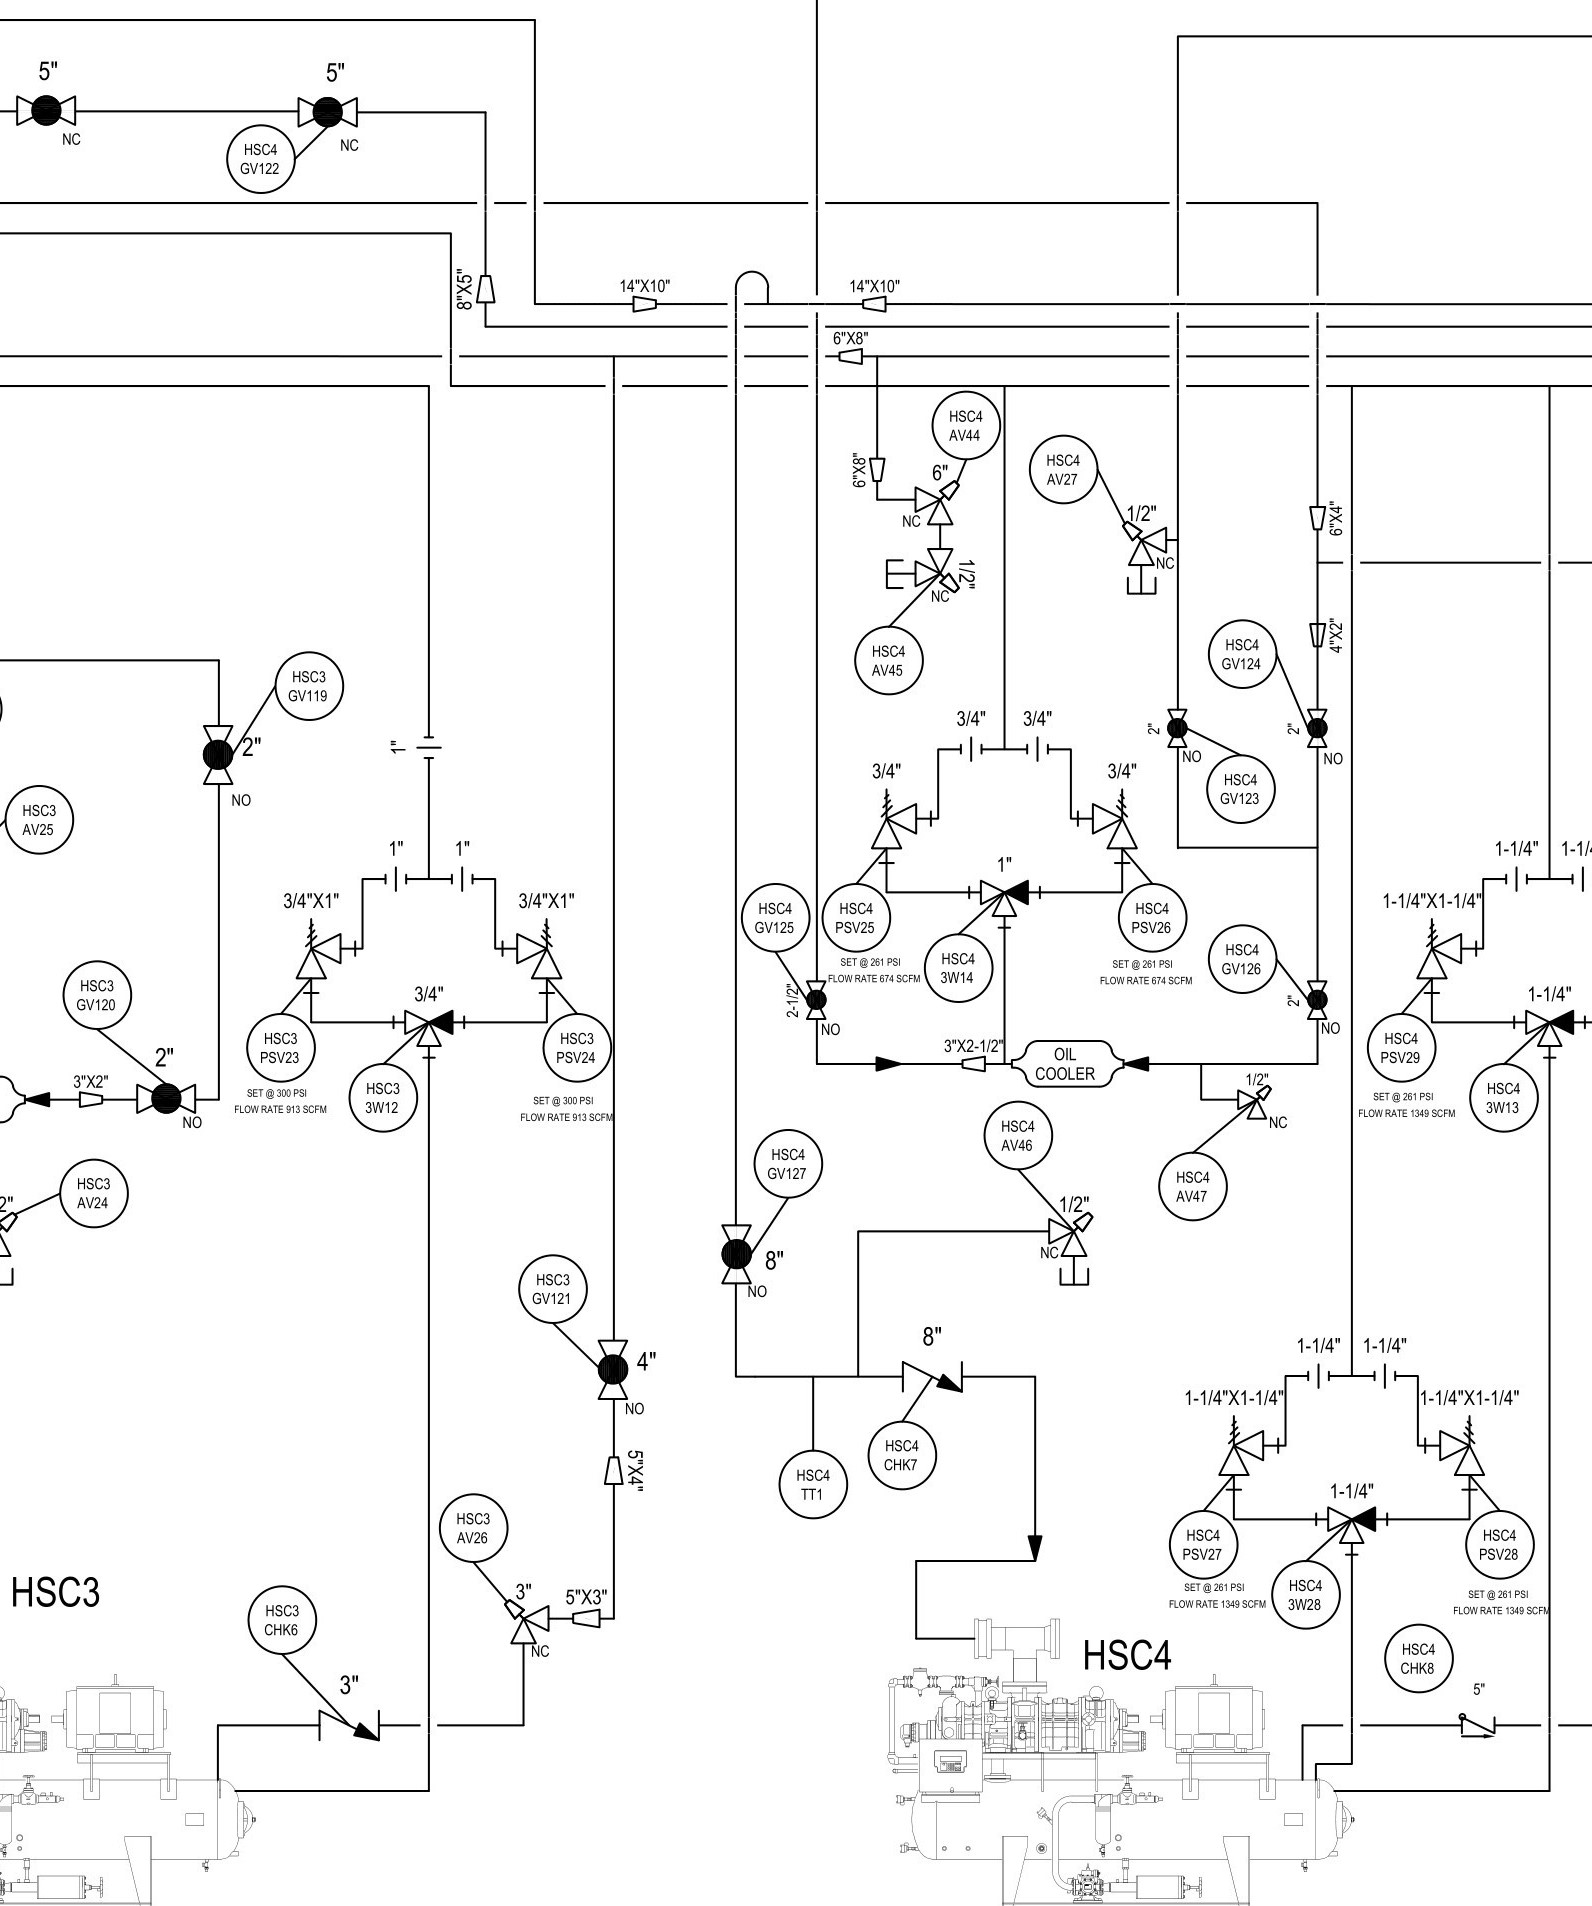 5"
5"
NC
NC
HSC4
GV122
8"X5"
14"X10"
14"X10"
6"X8"
HSC4
AV44
6"
6"X8"
NC
HSC4
AV27
1/2"
NC
1/2"
NC
HSC4
AV45
6"X4"
4"X2"
HSC4
GV124
HSC3
GV119
2"
NO
1"
3/4"
3/4"
3/4"
3/4"
2"
NO
2"
NO
HSC4
GV123
HSC3
AV25
1"
1"
3/4"X1"
3/4"X1"
HSC4
GV125
HSC4
PSV25
1"
HSC4
PSV26
HSC4
3W14
SET @ 261 PSI
FLOW RATE 674 SCFM
SET @ 261 PSI
FLOW RATE 674 SCFM
HSC4
GV126
1-1/4"
1-1/4
1-1/4"X1-1/4"
1-1/4"
HSC3
GV120
2"
3"X2"
NO
3/4"
HSC3
PSV23
HSC3
PSV24
HSC3
3W12
SET @ 300 PSI
FLOW RATE 913 SCFM
SET @ 300 PSI
FLOW RATE 913 SCFM
2-1/2"
NO
3"X2-1/2"
OIL
COOLER
2"
NO
HSC4
PSV29
HSC4
3W13
SET @ 261 PSI
FLOW RATE 1349 SCFM
1/2"
NC
HSC4
AV46
HSC4
AV47
HSC4
GV127
HSC3
AV24
2"
8"
NO
1/2"
NC
HSC3
GV121
4"
NO
8"
HSC4
CHK7
HSC4
TT1
1-1/4"
1-1/4"
1-1/4"X1-1/4"
1-1/4"X1-1/4"
1-1/4"
5"X4"
HSC3
AV26
3"
5"X3"
NC
HSC4
PSV27
HSC4
PSV28
HSC4
3W28
SET @ 261 PSI
FLOW RATE 1349 SCFM
SET @ 261 PSI
FLOW RATE 1349 SCFM
HSC3
HSC3
CHK6
3"
HSC4
HSC4
CHK8
5"